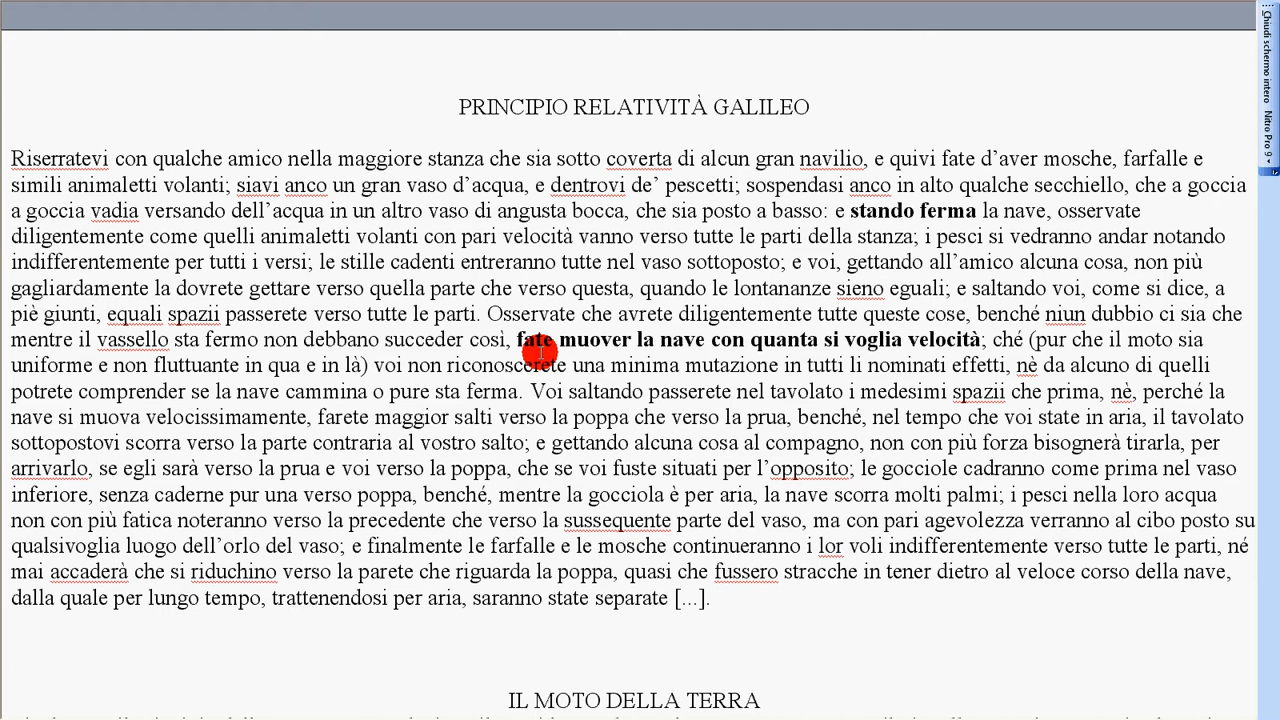 PRINCIPIO RELATIVITÀ GALILEO
Riserratevi con qualche amico nella maggiore stanza che sia sotto coverta di alcun gran navilio, e quivi fate d’aver mosche, farfalle e
simili animaletti volanti; siavi anco un gran vaso d’acqua, e dentrovi de’ pescetti; sospendasi anco in alto qualche secchiello, che a goccia
a goccia vadia versando dell’acqua in un altro vaso di angusta bocca, che sia posto a basso: e stando ferma la nave, osservate
diligentemente come quelli animaletti volanti con pari velocità vanno verso tutte le parti della stanza; i pesci si vedranno andar notando
indifferentemente per tutti i versi; le stille cadenti entreranno tutte nel vaso sottoposto; e voi, gettando all’amico alcuna cosa, non più
gagliardamente la dovrete gettare verso quella parte che verso questa, quando le lontananze sieno eguali; e saltando voi, come si dice, a
piè giunti, equali spazii passerete verso tutte le parti. Osservate che avrete diligentemente tutte queste cose, benché niun dubbio ci sia che
mentre il vassello sta fermo non debbano succeder così, fate muover la nave con quanta si voglia velocità; ché (pur che il moto sia
uniforme e non fluttuante in qua e in là) voi non riconoscerete una minima mutazione in tutti li nominati effetti, nè da alcuno di quelli
potrete comprender se la nave cammina o pure sta ferma. Voi saltando passerete nel tavolato i medesimi spazii che prima, nè, perché la
nave si muova velocissimamente, farete maggior salti verso la poppa che verso la prua, benché, nel tempo che voi state in aria, il tavolato
sottopostovi scorra verso la parte contraria al vostro salto; e gettando alcuna cosa al compagno, non con più forza bisognerà tirarla, per
arrivarlo, se egli sarà verso la prua e voi verso la poppa, che se voi fuste situati per l’opposito; le gocciole cadranno come prima nel vaso
inferiore, senza caderne pur una verso poppa, benché, mentre la gocciola è per aria, la nave scorra molti palmi; i pesci nella loro acqua
non con più fatica noteranno verso la precedente che verso la sussequente parte del vaso, ma con pari agevolezza verranno al cibo posto su
qualsivoglia luogo dell’orlo del vaso; e finalmente le farfalle e le mosche continueranno i lor voli indifferentemente verso tutte le parti, né
mai accaderà che si riduchino verso la parete che riguarda la poppa, quasi che fussero stracche in tener dietro al veloce corso della nave,
dalla quale per lungo tempo, trattenendosi per aria, saranno state separate [...].
IL MOTO DELLA TERRA
Chiudi schermo intero Nitro Pro 9